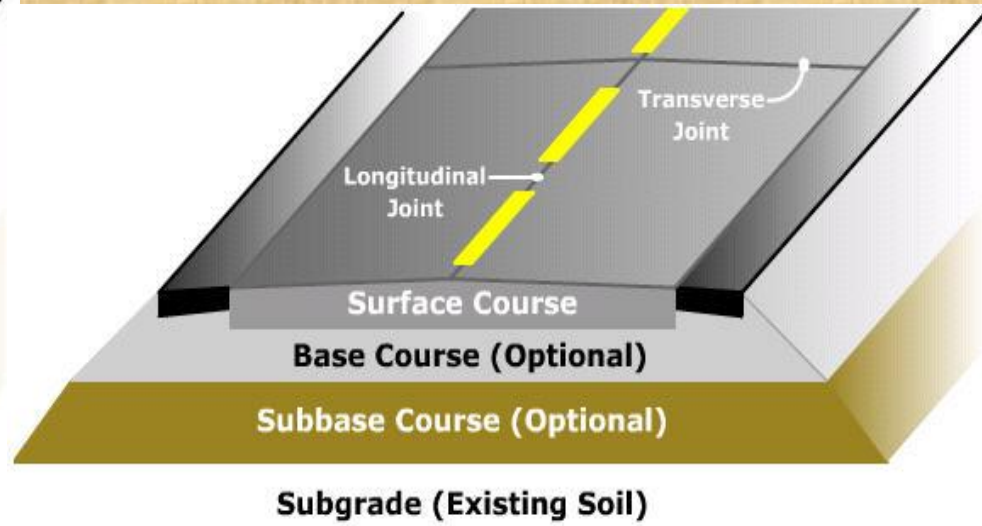 Transverse
Joint
Longitudinal
Joint
Surface Course
Base Course (Optional)
Subbase Course (Optional)
Subgrade (Existing Soil)